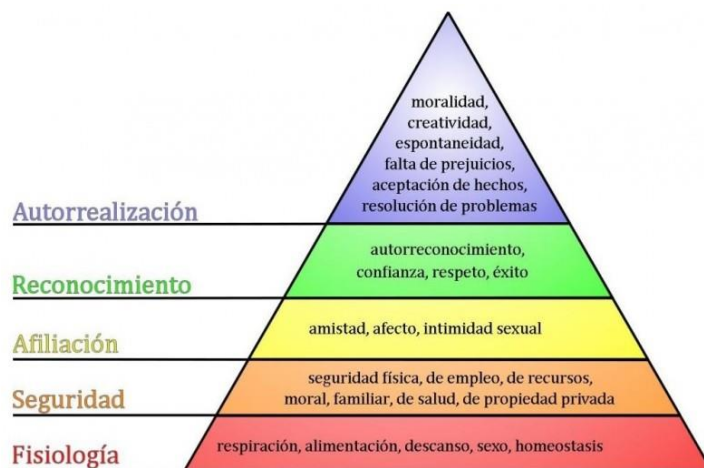 moralidad,
creatividad,
espontaneidad,
falta de prejuicios,
aceptación de hechos,
resolución de problemas
Autorrealización
autorreconocimiento,
confianza, respeto, éxito
Reconocimiento
amistad, afecto, intimidad sexual
Afiliación
seguridad física, de empleo, de recursos,
moral, familiar, de salud, de propiedad privada
Seguridad
respiración, alimentación, descanso, sexo, homeostasis
Fisiología